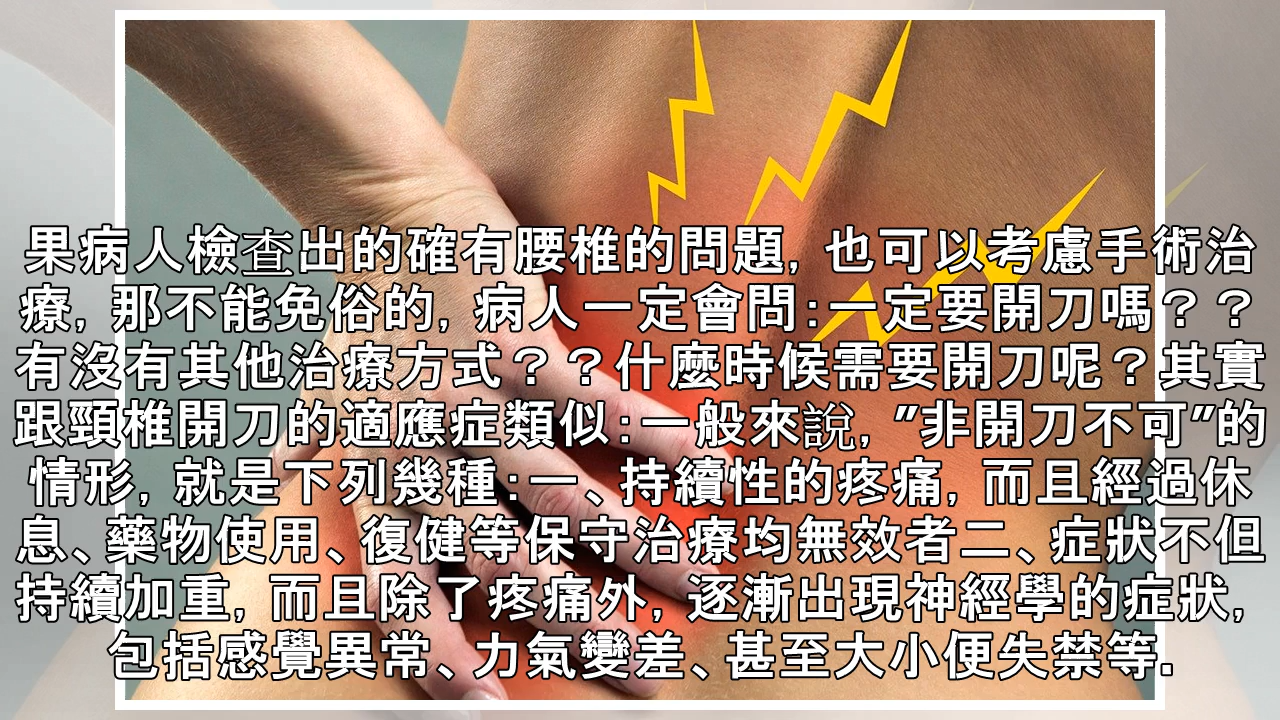 果病人檢查出的確有腰椎的問題, 也可以考慮手術治
療, 那不能免俗的, 病人一定會問:一定要開刀嗎？？
有沒有其他治療方式？？什麼時候需要開刀呢？其實
跟頸椎開刀的適應症類似:一般來說, "非開刀不可"的
情形, 就是下列幾種:一、持續性的疼痛, 而且經過休
息、藥物使用、復健等保守治療均無效者二、症狀不但
持續加重, 而且除了疼痛外, 逐漸出現神經學的症狀,
包括感覺異常、力氣變差、甚至大小便失禁等.